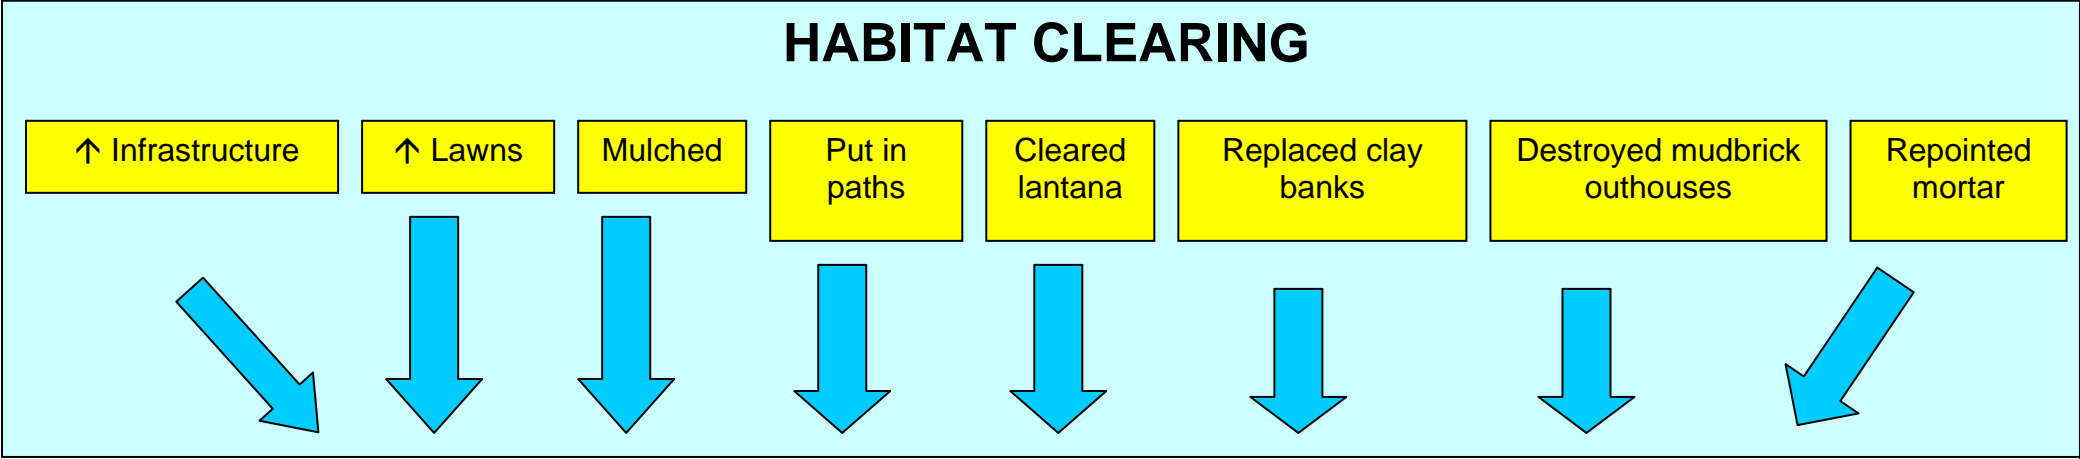 HABITAT CLEARING
↑ Infrastructure
↑ Lawns
Mulched
Put in
paths
Cleared
lantana
Replaced clay
banks
Destroyed mudbrick
outhouses
Repointed
mortar